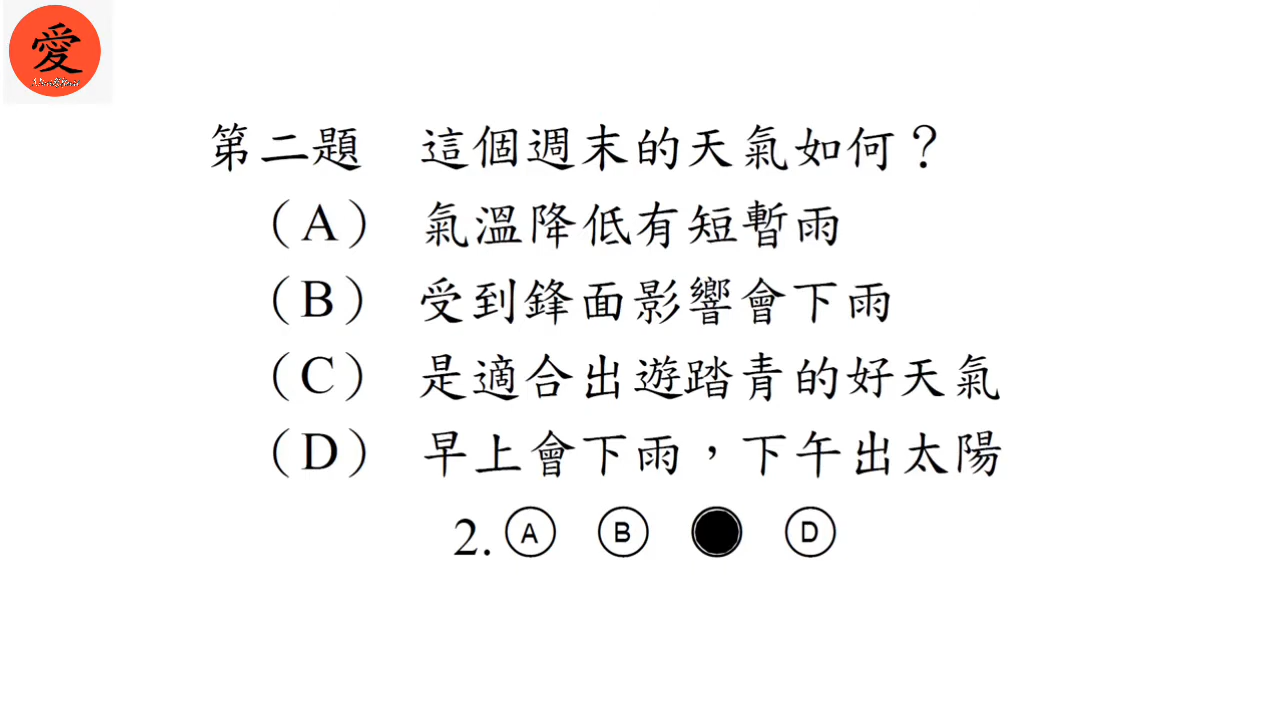 愛
第二題 這個週末的天氣如何？
（A） 氣溫降低有短暫雨
（B） 受到鋒面影響會下雨
（C） 是適合出遊踏青的好天氣
（D） 早上會下雨，下午出太陽
2. A B D